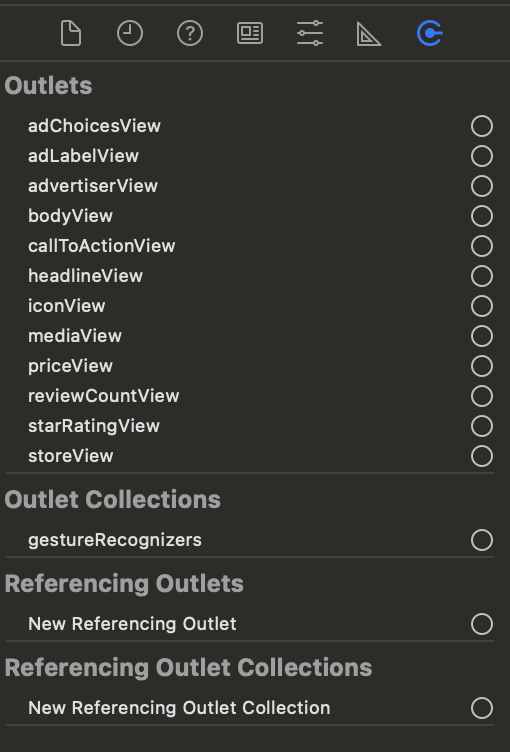 Outlets
adChoicesView
adLabelView
advertiserView
bodyView
callToActionView
headlineView
iconView
mediaView
priceView
reviewCountView
starRatingView
storeView
Outlet Collections
gestureRecognizers
Referencing Outlets
New Referencing Outlet
Referencing Outlet Collections
New Referencing Outlet Collection